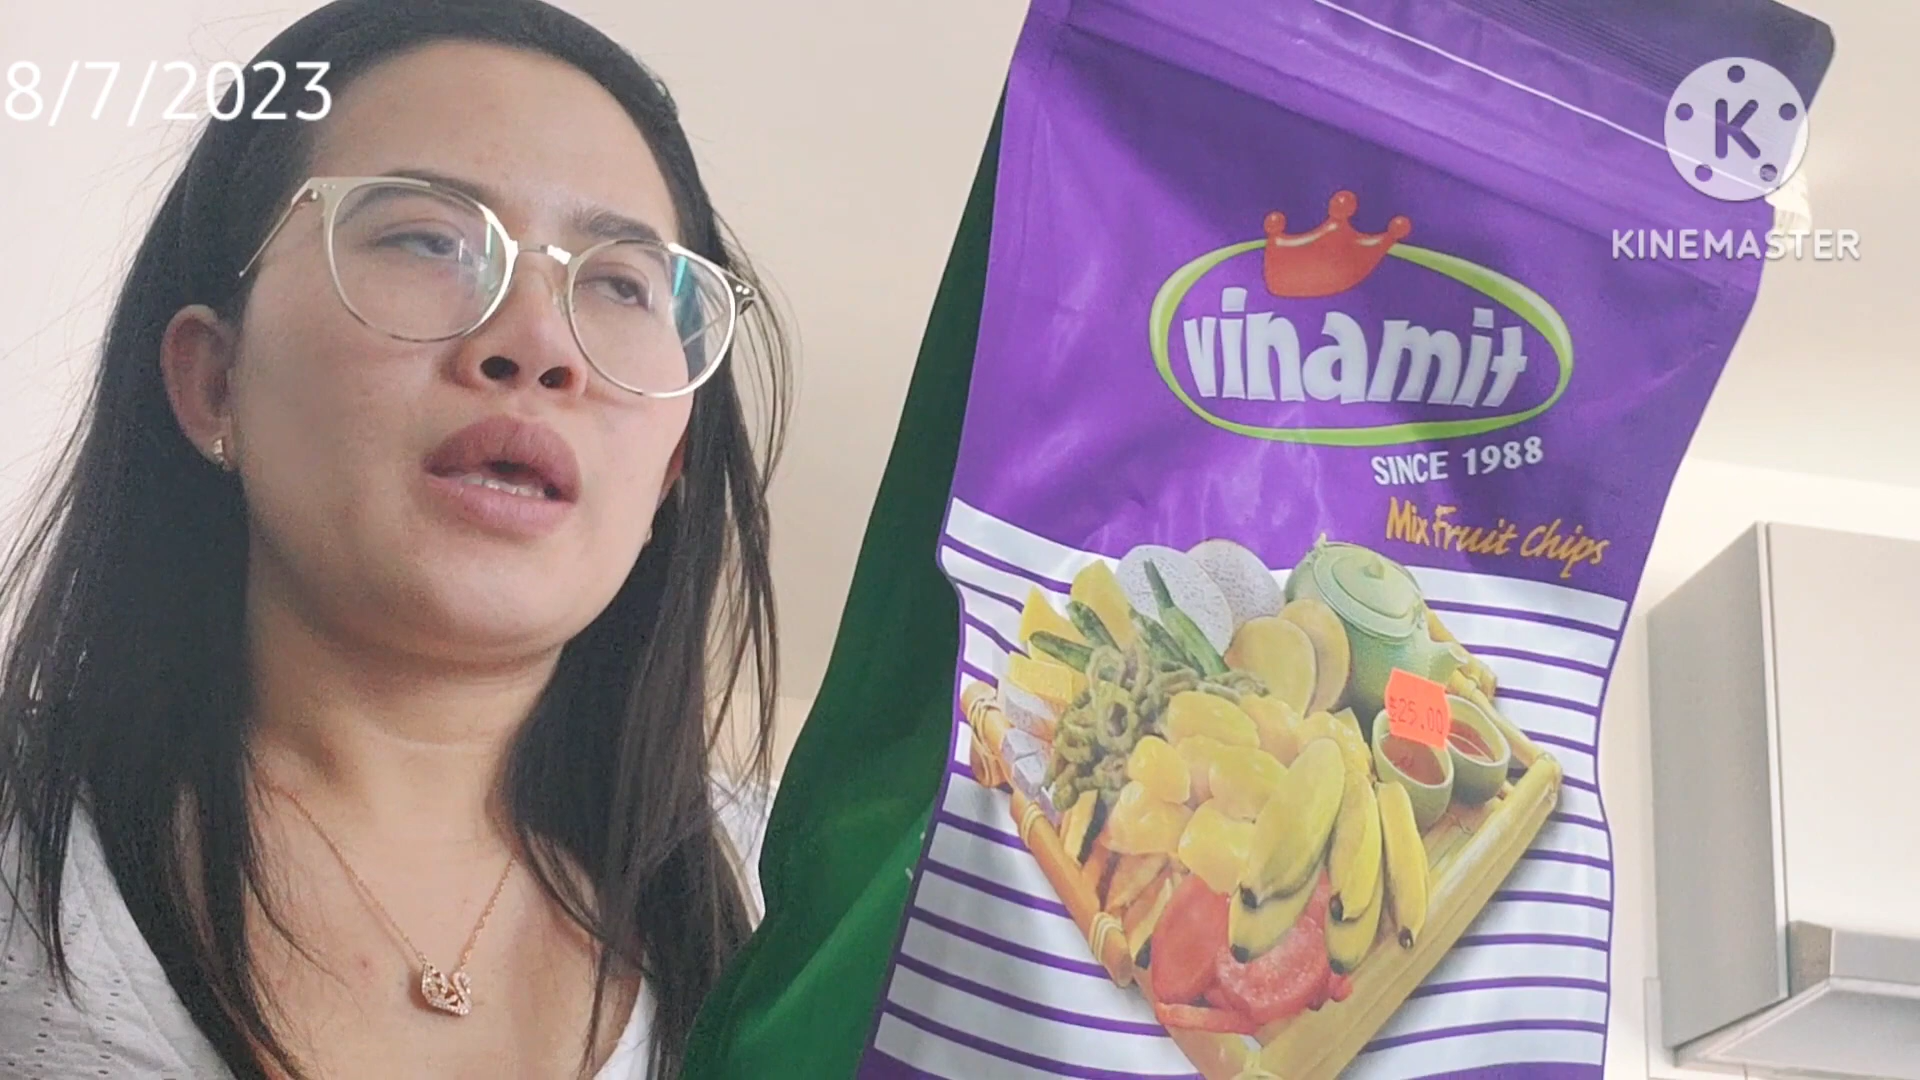 8/7/2023
K
KINEMASTER
vinamit
SINCE 1988
Mix Fruit Chips
$25.00